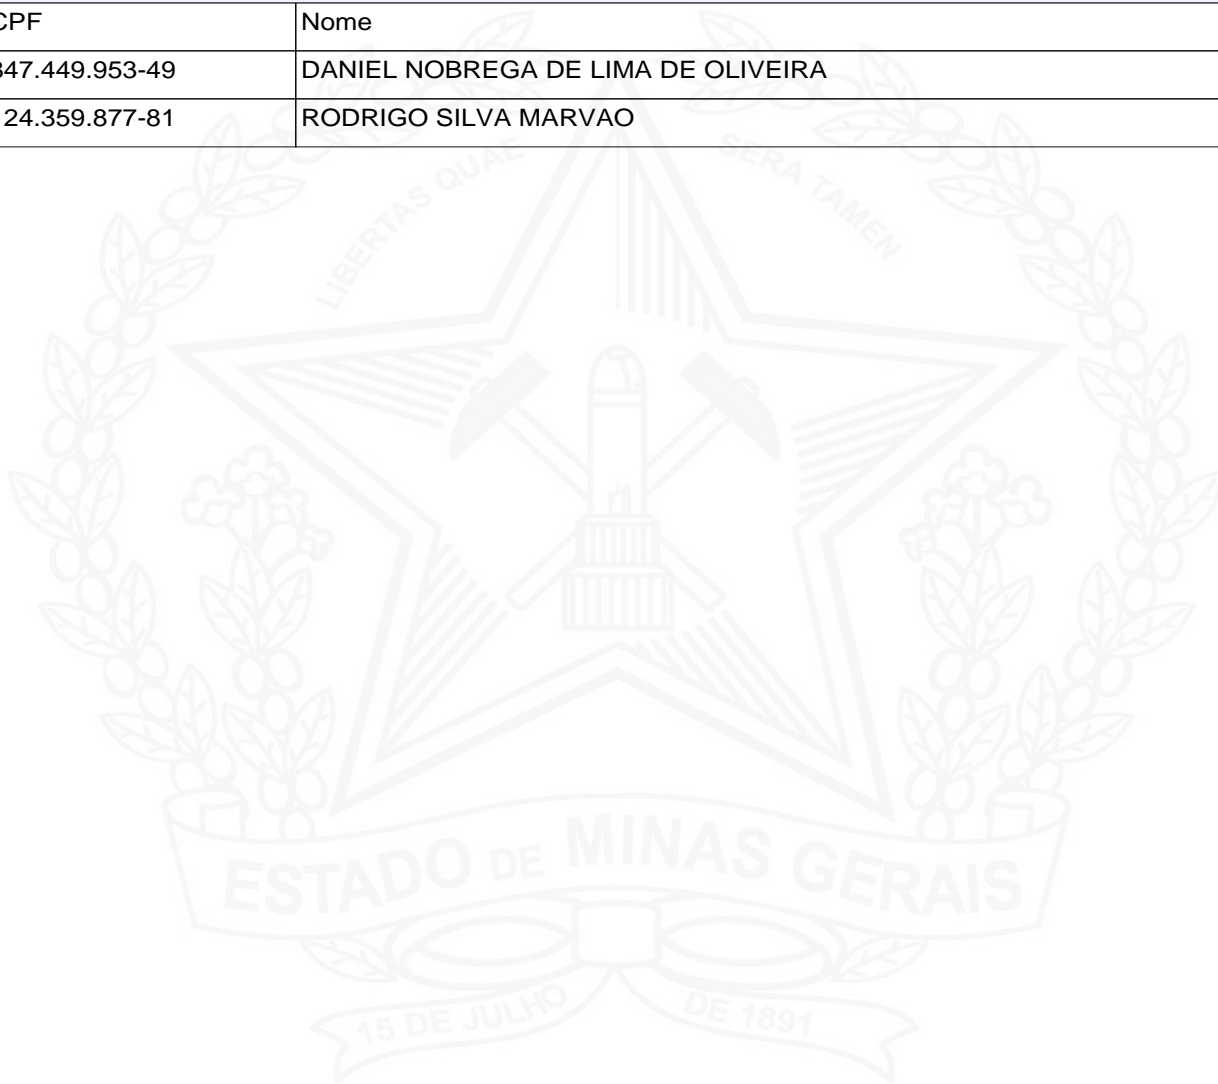 CPF Nome
347.449.953-49 DANIEL NOBREGA DE LIMA DE OLIVEIRA
24.359.877-81 RODRIGO SILVA MARVAO
LIBERTAS QUAE SERA TAMEN
ESTADO DE MINAS GERAIS
15 DE JULHO DE 1891